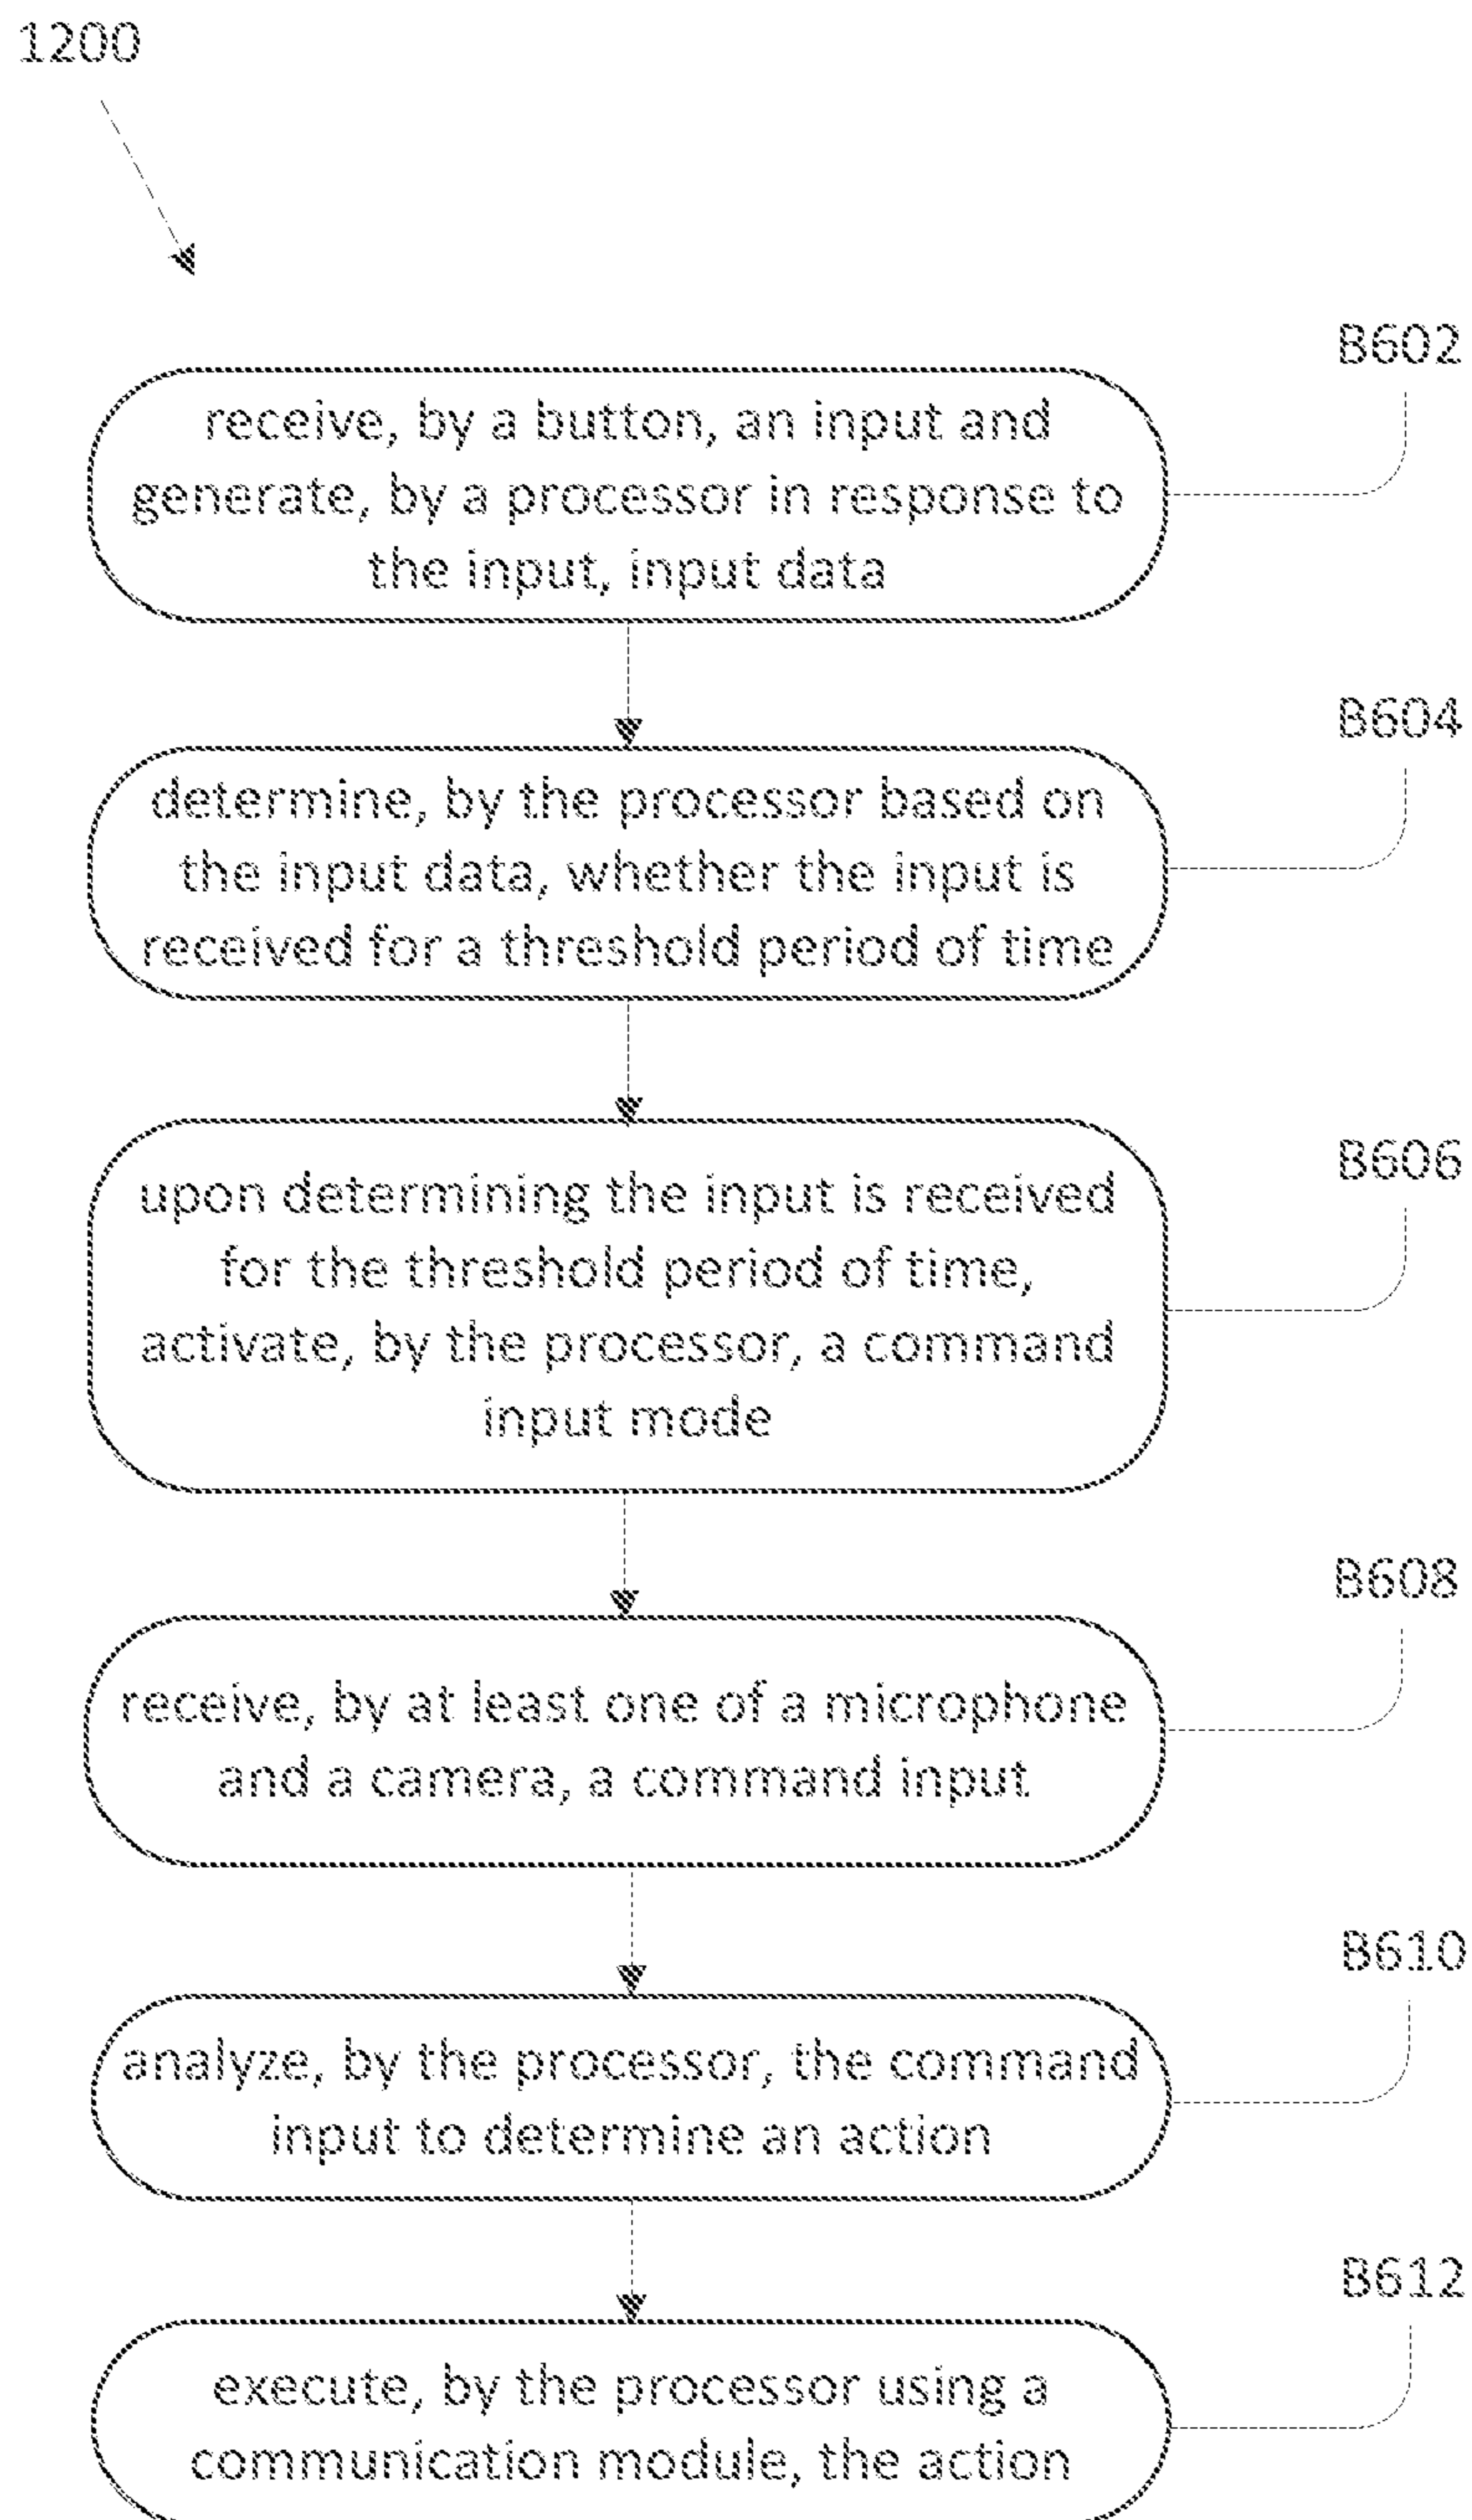 1200
B602
receive, by a button, an input and
generate, by a processor in response to
the input, input data
B604
determine, by the processor based on
the input data, whether the input is
received for a threshold period of time
B606
upon determining the input is received
for the threshold period of time,
activate, by the processor, a command
input mode
B608
receive, by at least one of a microphone
and a camera, a command input
B610
analyze, by the processor, the command
input to determine an action
B612
execute, by the processor using a
communication module, the action